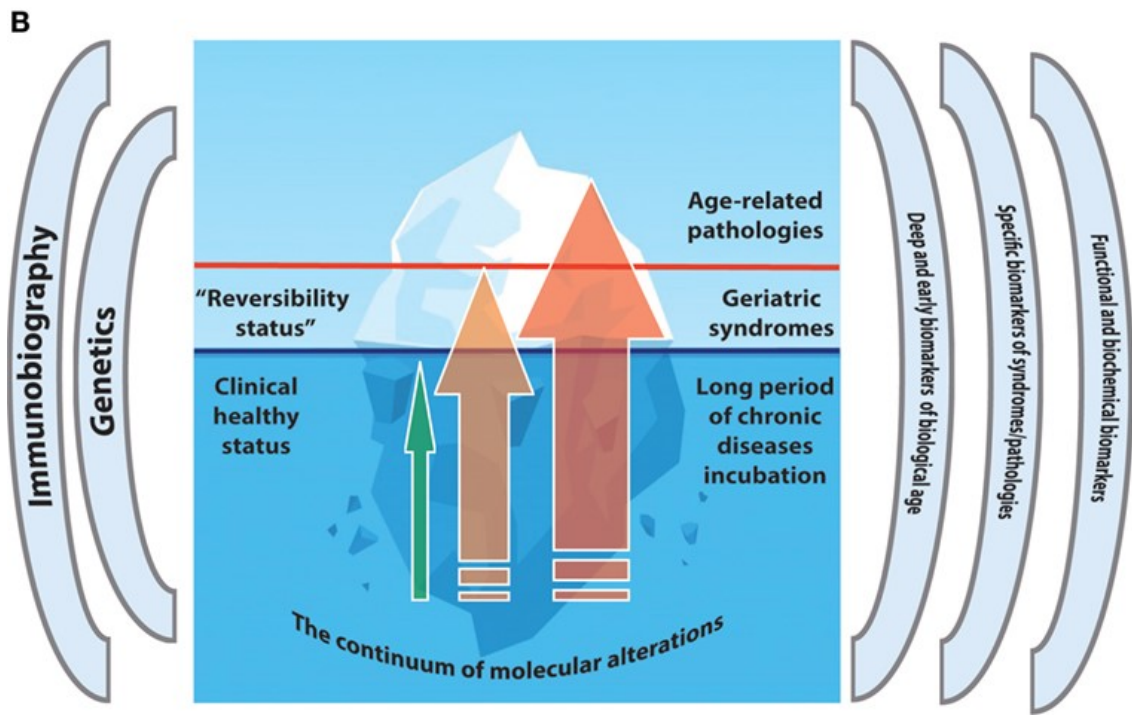 B
Immunobiography
Genetics
Age-related
pathologies
“Reversibility
status”
Geriatric
syndromes
Clinical
healthy
status
Long period
of chronic
diseases
incubation
The continuum of molecular alterations
Deep and early biomarkers of biological age
Specific biomarkers of syndromes/pathologies
Functional and biochemical biomarkers